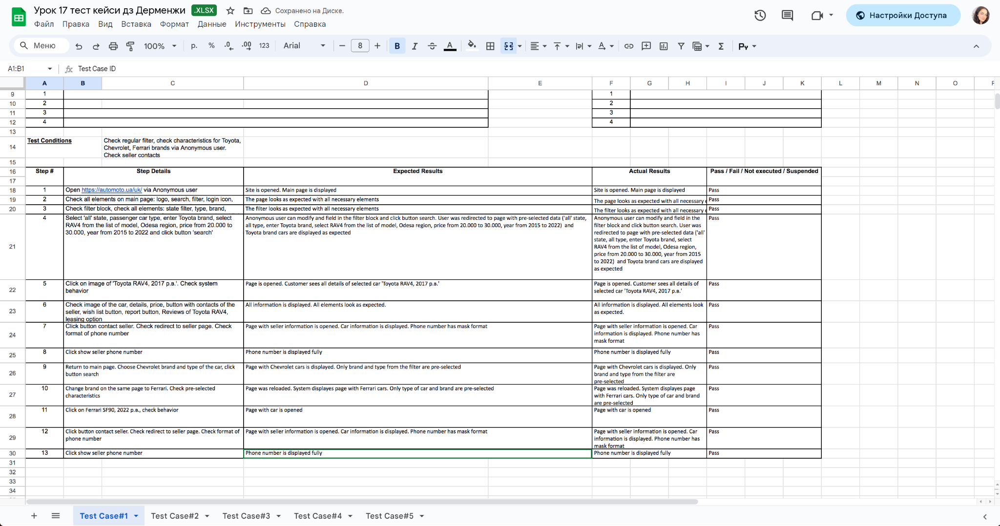 Урок 17 тест кейси дз Дерменжи .XLSX Сохранено на Диске.
Файл Правка Вид Вставка Формат Данные Инструменты Справка
Настройки Доступа
Меню 100% р. % .0 .00 123 Arial 8 B I A Σ Py
A1:B1 fx Test Case ID
A B C D E F G H I J K L M N O P
9 1 1
10 2 2
11 3 3
12 4 4
13
14 Test Conditions Check regular filter, check characteristics for Toyota,
Chevrolet, Ferrari brands via Anonymous user.
Check seller contacts
15
16 Step # Step Details Expected Results Actual Results Pass / Fail / Not executed / Suspended
17
18 1 Open https://automoto.ua/uk/ via Anonymous user Site is opened. Main page is displayed Site is opened. Main page is displayed Pass
19 2 Check all elements on main page: logo, search, filter, login icon, The page looks as expected with all necessary elements The page looks as expected with all necessary Pass
20 3 Check filter block, check all elements: state filter, type, brand, The filter looks as expected with all necessary elements The filter looks as expected with all necessary Pass
21 4 Select 'all' state, passenger car type, enter Toyota brand, select
RAV4 from the list of model, Odesa region, price from 20.000 to
30.000, year from 2015 to 2022 and click button 'search'
Anonymous user can modify and field in the filter block and click button search. User was redirected to page with pre-selected data ('all' state,
all type, enter Toyota brand, select RAV4 from the list of model, Odesa region, price from 20.000 to 30.000, year from 2015 to 2022) and
Toyota brand cars are displayed as expected
Anonymous user can modify and field in the
filter block and click button search. User was
redirected to page with pre-selected data ('all'
state, all type, enter Toyota brand, select
RAV4 from the list of model, Odesa region,
price from 20.000 to 30.000, year from 2015
to 2022) and Toyota brand cars are displayed
as expected
Pass
22 5 Click on image of 'Toyota RAV4, 2017 р.в.'. Check system
behavior
Page is opened. Customer sees all details of selected car 'Toyota RAV4, 2017 р.в.'
Page is opened. Customer sees all details of
selected car 'Toyota RAV4, 2017 р.в.'
Pass
23 6 Check image of the car, details, price, button with contacts of the
seller, wish list button, report button, Reviews of Toyota RAV4,
leasing option
All information is displayed. All elements look as expected.
All information is displayed. All elements look
as expected.
Pass
24 7 Click button contact seller. Check redirect to seller page. Check
format of phone number
Page with seller information is opened. Car information is displayed. Phone number has mask format
Page with seller information is opened. Car
information is displayed. Phone number has
mask format
Pass
25 8 Click show seller phone number Phone number is displayed fully Phone number is displayed fully Pass
26 9 Return to main page. Choose Chevrolet brand and type of the car, click
button search
Page with Chevrolet cars is displayed. Only brand and type from the filter are pre-selected
Page with Chevrolet cars is displayed. Only
brand and type from the filter are
pre-selected
Pass
27 10 Change brand on the same page to Ferrari. Check pre-selected
characteristics
Page was reloaded. System displayes page with Ferrari cars. Only type of car and brand are pre-selected
Page was reloaded. System displayes page
with Ferrari cars. Only type of car and brand
are pre-selected
Pass
28 11 Click on Ferrari SF90, 2022 р.в., check behavior Page with car is opened Page with car is opened Pass
29 12 Click button contact seller. Check redirect to seller page. Check format of
phone number
Page with seller information is opened. Car information is displayed. Phone number has mask format
Page with seller information is opened. Car
information is displayed. Phone number has
mask format
Pass
30 13 Click show seller phone number Phone number is displayed fully Phone number is displayed fully Pass
31
32
33
34
Test Case#1 Test Case#2 Test Case#3 Test Case#4 Test Case#5